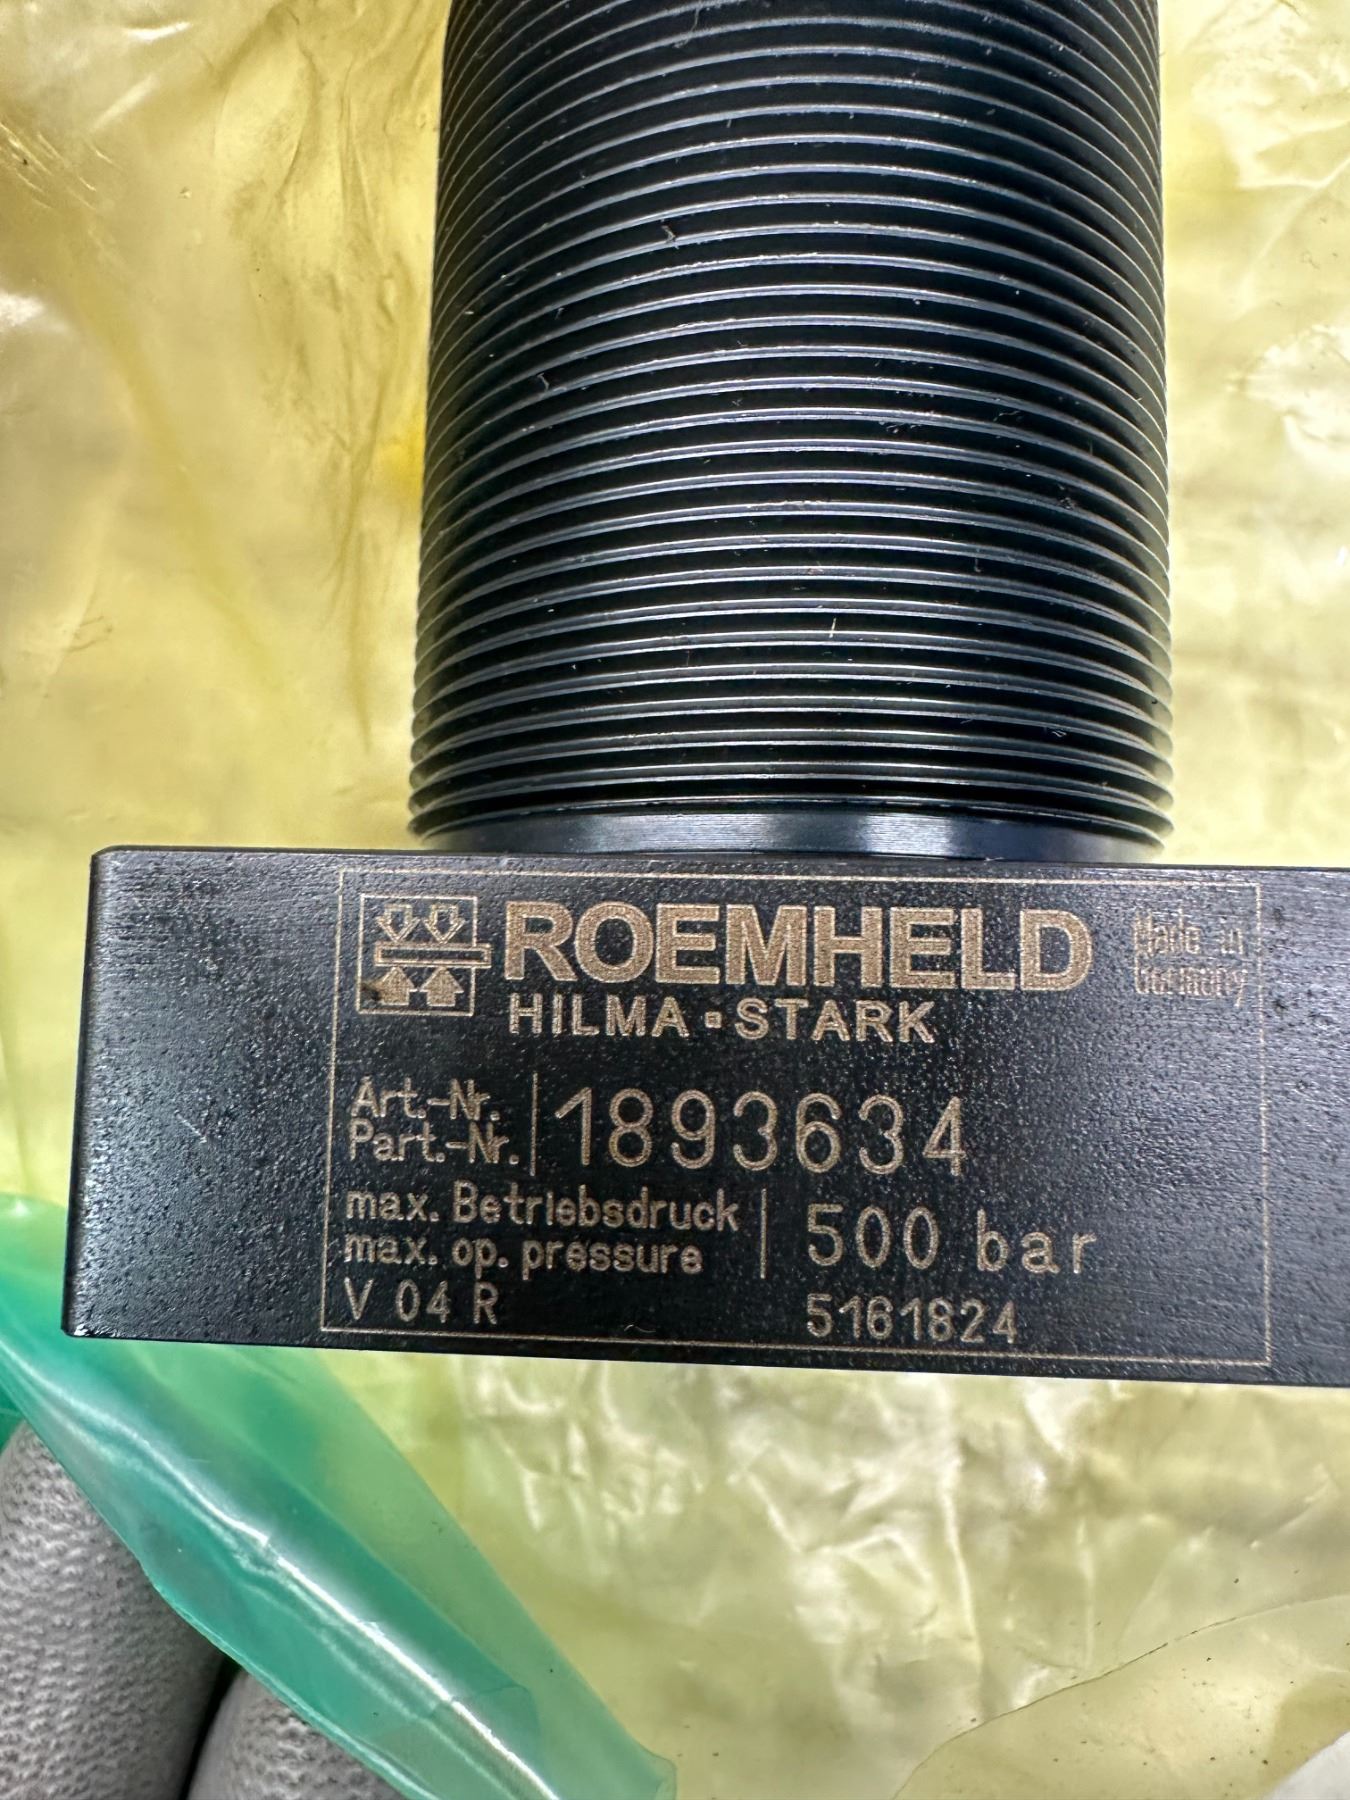 ROEMHELD
Made in
Germany
HILMA ▪ STARK
Art.-Nr.
Part.-Nr.
1893634
max. Betriebsdruck
max. op. pressure
500 bar
V 04 R
5161824